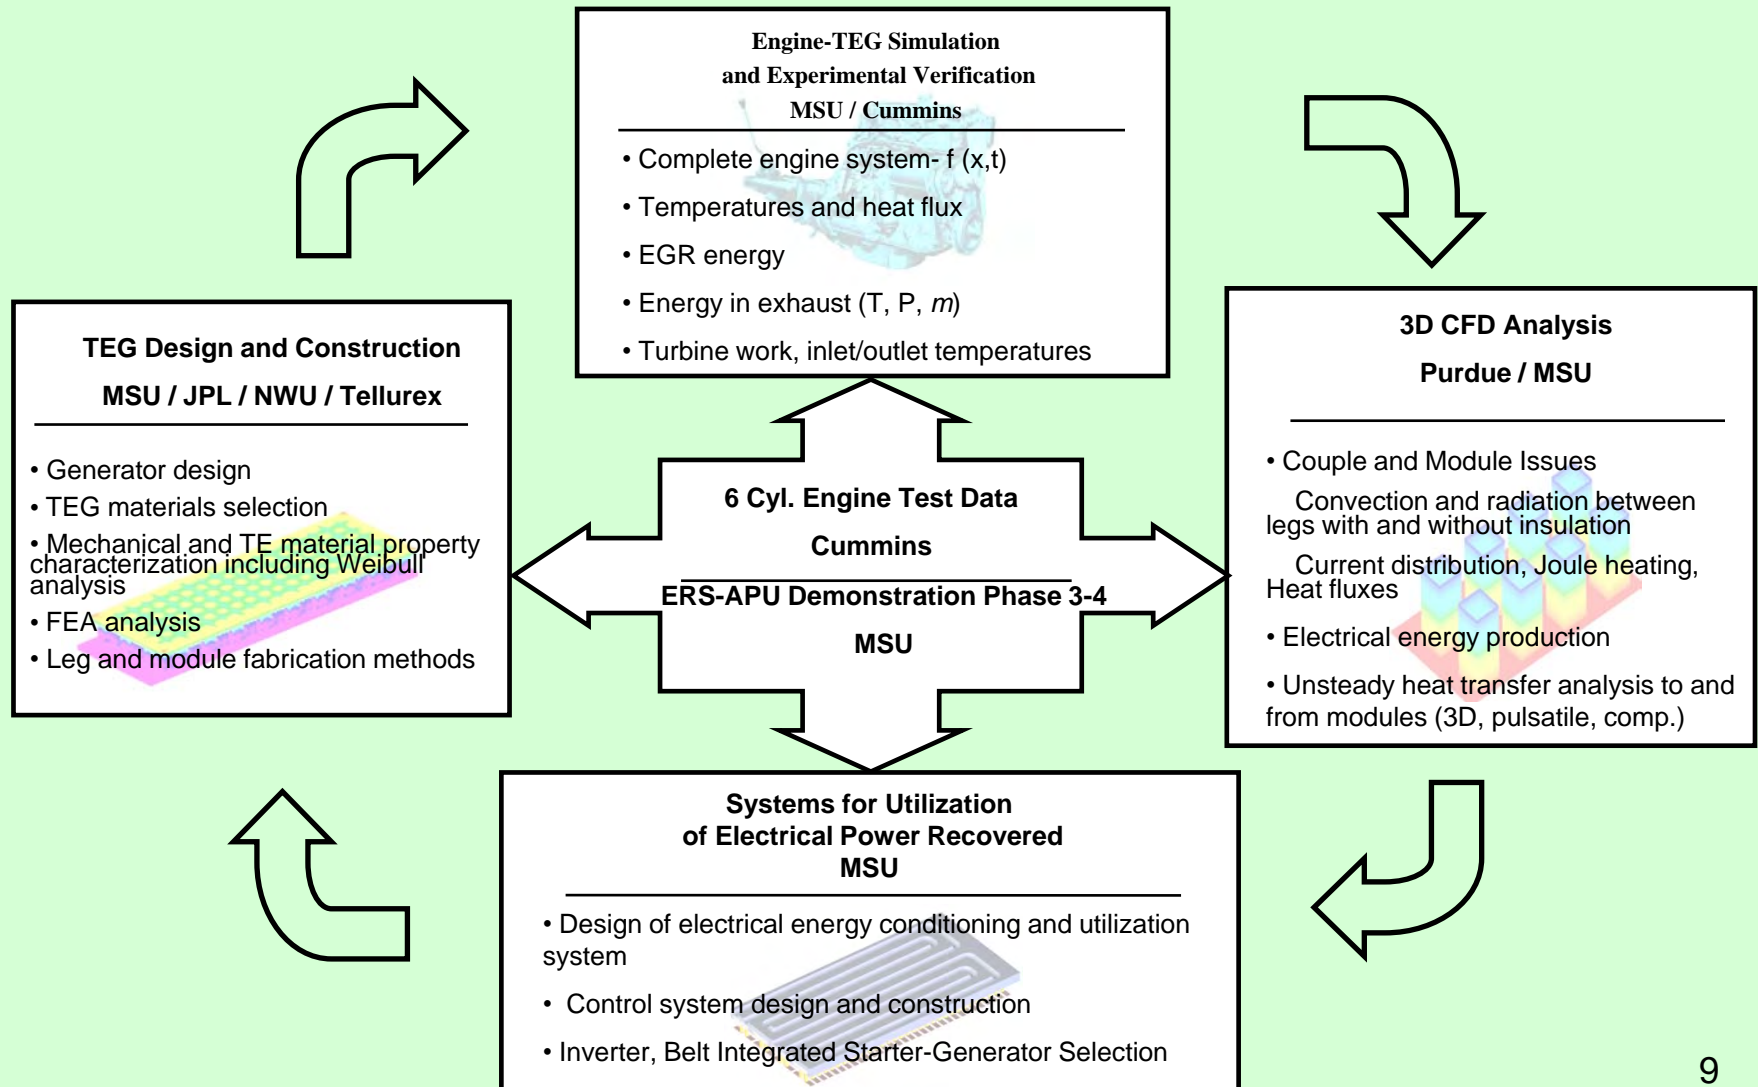 Engine-TEG Simulation
and Experimental Verification
MSU / Cummins
• Complete engine system- f (x,t)
• Temperatures and heat flux
• EGR energy
• Energy in exhaust (T, P, m)
• Turbine work, inlet/outlet temperatures
TEG Design and Construction
MSU / JPL / NWU / Tellurex
• Generator design
• TEG materials selection
• Mechanical and TE material property
characterization including Weibull
analysis
• FEA analysis
• Leg and module fabrication methods
6 Cyl. Engine Test Data
Cummins
ERS-APU Demonstration Phase 3-4
MSU
3D CFD Analysis
Purdue / MSU
• Couple and Module Issues
Convection and radiation between
legs with and without insulation
Current distribution, Joule heating,
Heat fluxes
• Electrical energy production
• Unsteady heat transfer analysis to and
from modules (3D, pulsatile, comp.)
Systems for Utilization
of Electrical Power Recovered
MSU
• Design of electrical energy conditioning and utilization
system
• Control system design and construction
• Inverter, Belt Integrated Starter-Generator Selection
9